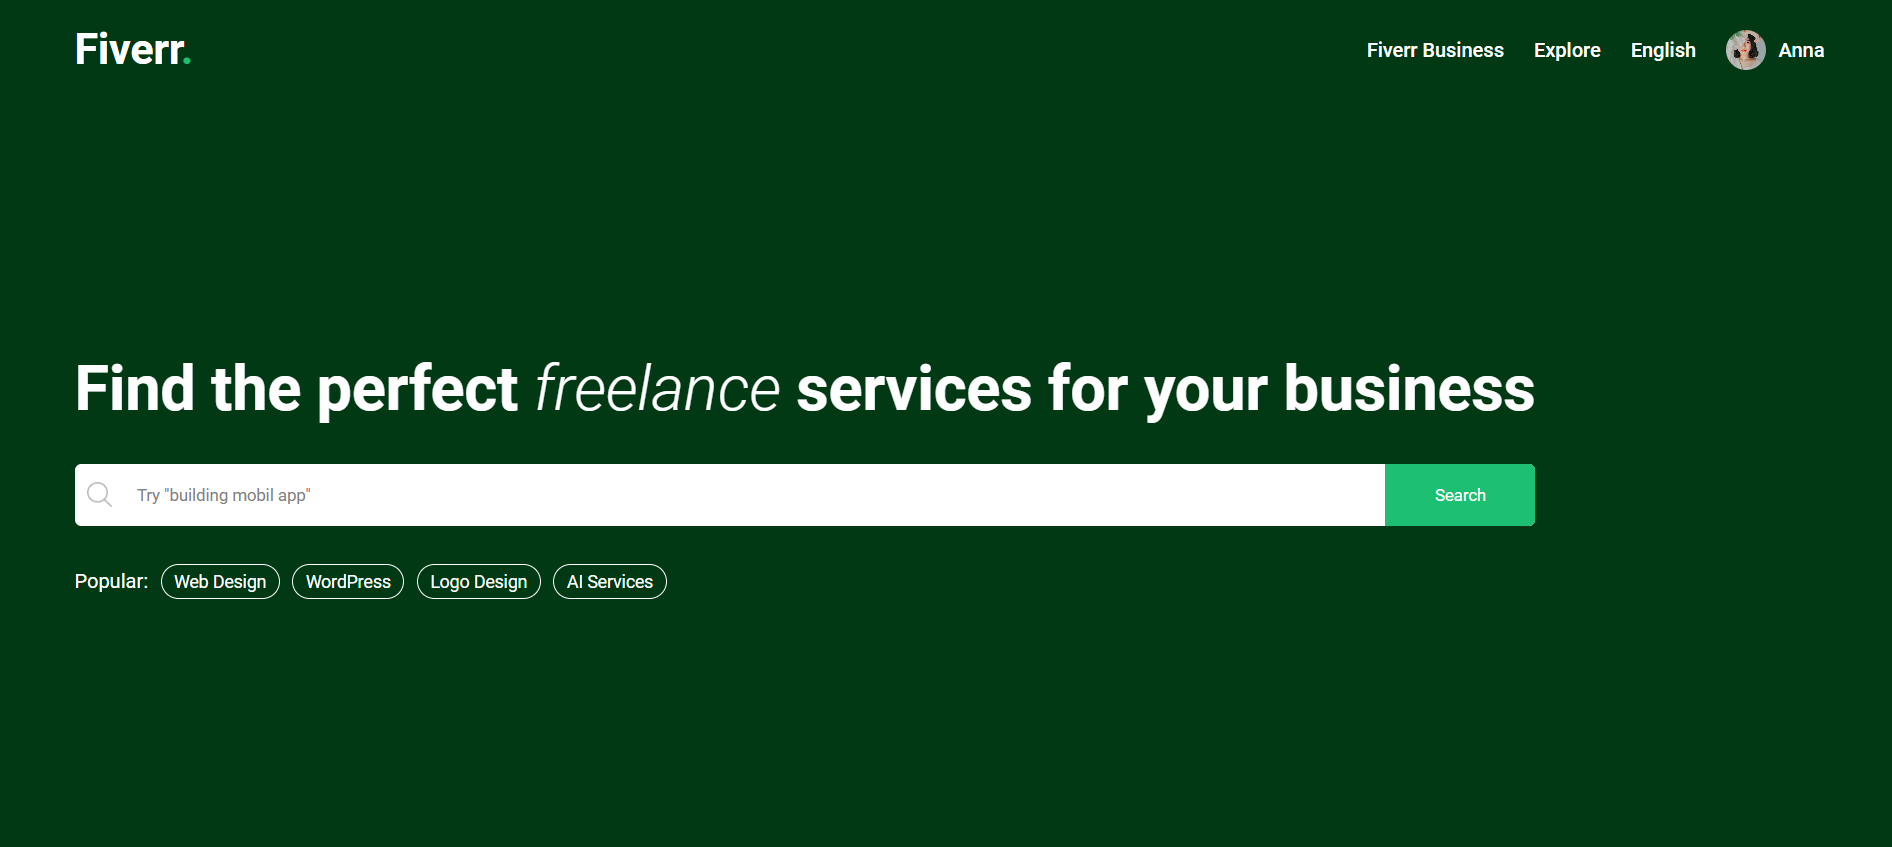 Fiverr.
Fiverr Business Explore English Anna
Find the perfect freelance services for your business
Try "building mobil app"
Search
Popular: Web Design WordPress Logo Design AI Services